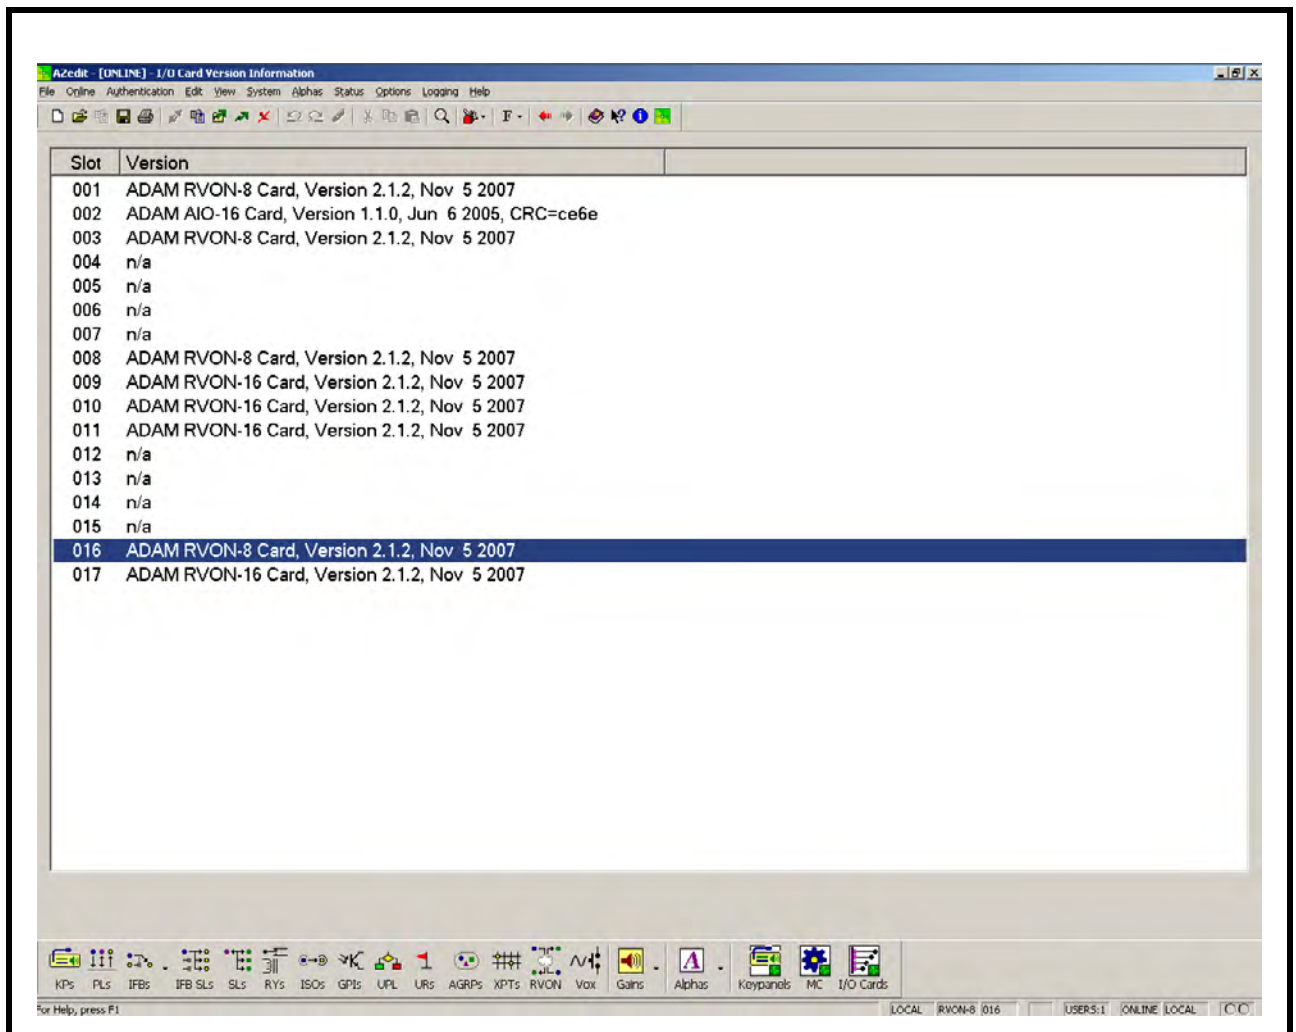 AZedit - [ONLINE] - I/O Card Version Information
File Online Authentication Edit View System Alphas Status Options Logging Help
F
Slot Version
001 ADAM RVON-8 Card, Version 2.1.2, Nov 5 2007
002 ADAM AIO-16 Card, Version 1.1.0, Jun 6 2005, CRC=ce6e
003 ADAM RVON-8 Card, Version 2.1.2, Nov 5 2007
004 n/a
005 n/a
006 n/a
007 n/a
008 ADAM RVON-8 Card, Version 2.1.2, Nov 5 2007
009 ADAM RVON-16 Card, Version 2.1.2, Nov 5 2007
010 ADAM RVON-16 Card, Version 2.1.2, Nov 5 2007
011 ADAM RVON-16 Card, Version 2.1.2, Nov 5 2007
012 n/a
013 n/a
014 n/a
015 n/a
016 ADAM RVON-8 Card, Version 2.1.2, Nov 5 2007
017 ADAM RVON-16 Card, Version 2.1.2, Nov 5 2007
KPs PLs IFBs IFB SLs SLs RYs ISOs GPIs UPL URs AGRPs XPTs RVON Vox Gains Alphas Keypanels MC I/O Cards
For Help, press F1 LOCAL RVON-8 016 USERS:1 ONLINE LOCAL